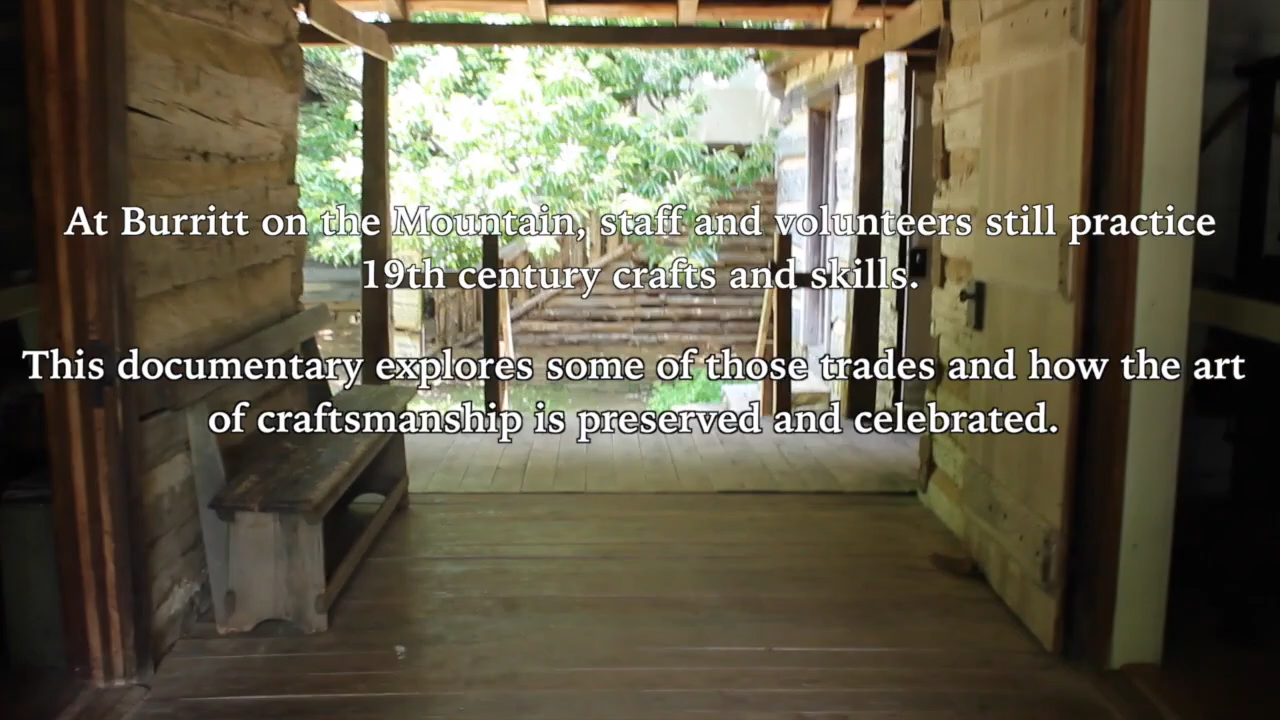 At Burritt on the Mountain, staff and volunteers still practice
19th century crafts and skills.
This documentary explores some of those trades and how the art
of craftsmanship is preserved and celebrated.